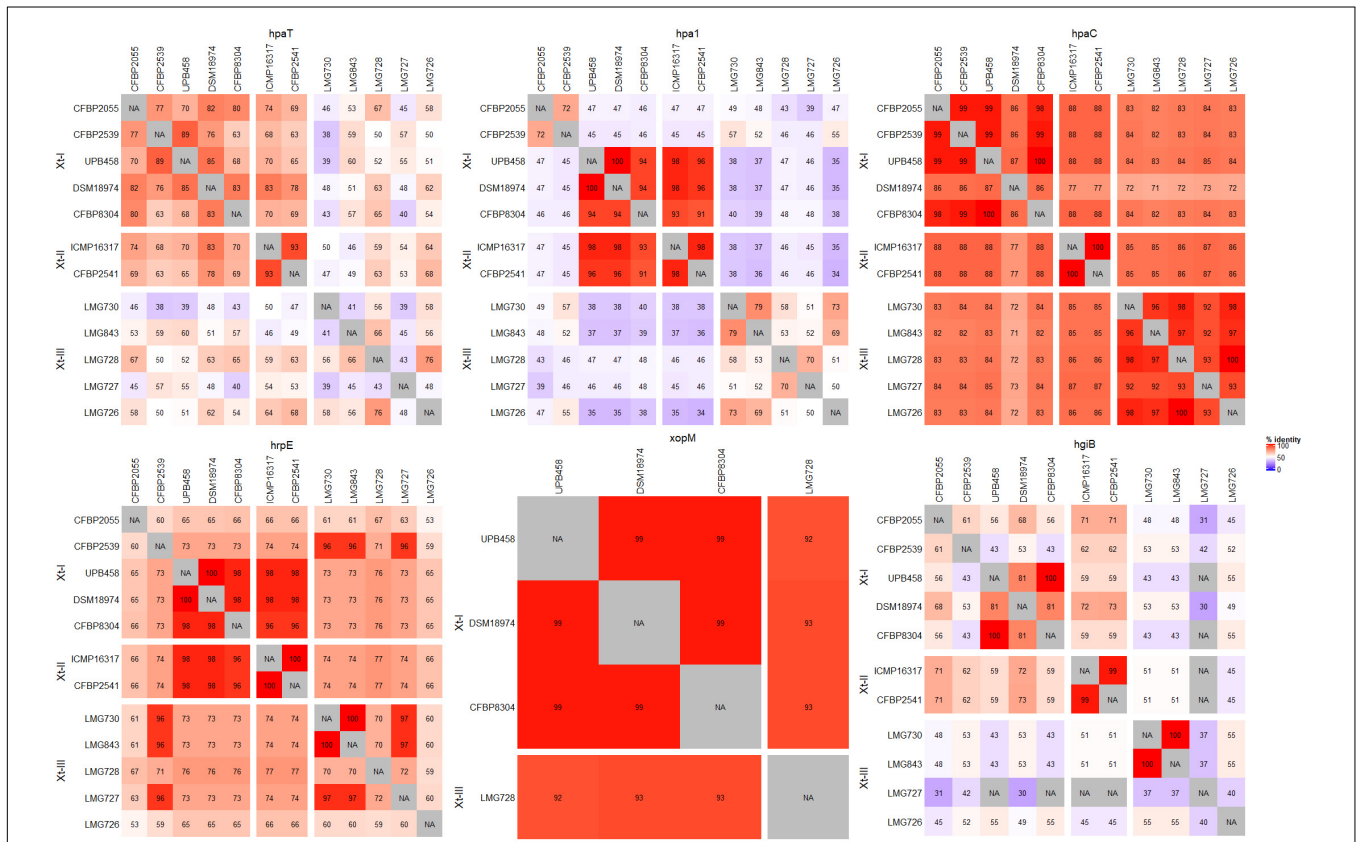 hpaT
CFBP2055 CFBP2539 UPB458 DSM18974 CFBP8304 ICMP16317 CFBP2541 LMG730 LMG843 LMG728 LMG727 LMG726
Xt-I
CFBP2055 NA 77 70 82 80 74 69 46 53 67 45 58
CFBP2539 77 NA 89 76 63 68 63 38 59 50 57 50
UPB458 70 89 NA 85 68 70 65 39 60 52 55 51
DSM18974 82 76 85 NA 83 83 78 48 51 63 48 62
CFBP8304 80 63 68 83 NA 70 69 43 57 65 40 54
Xt-II
ICMP16317 74 68 70 83 70 NA 93 50 46 59 54 64
CFBP2541 69 63 65 78 69 93 NA 47 49 63 53 68
Xt-III
LMG730 46 38 39 48 43 50 47 NA 41 56 39 58
LMG843 53 59 60 51 57 46 49 41 NA 66 45 56
LMG728 67 50 52 63 65 59 63 56 66 NA 43 76
LMG727 45 57 55 48 40 54 53 39 45 43 NA 48
LMG726 58 50 51 62 54 64 68 58 56 76 48 NA
hpa1
CFBP2055 CFBP2539 UPB458 DSM18974 CFBP8304 ICMP16317 CFBP2541 LMG730 LMG843 LMG728 LMG727 LMG726
Xt-I
CFBP2055 NA 72 47 47 46 47 47 49 48 43 39 47
CFBP2539 72 NA 45 45 46 45 45 57 52 46 46 55
UPB458 47 45 NA 100 94 98 96 38 37 47 46 35
DSM18974 47 45 100 NA 94 98 96 38 37 47 46 35
CFBP8304 46 46 94 94 NA 93 91 40 39 48 48 38
Xt-II
ICMP16317 47 45 98 98 93 NA 98 38 37 46 46 35
CFBP2541 47 45 96 96 91 98 NA 38 36 46 46 34
Xt-III
LMG730 49 57 38 38 40 38 38 NA 79 58 51 73
LMG843 48 52 37 37 39 37 36 79 NA 53 52 69
LMG728 43 46 47 47 48 46 46 58 53 NA 70 51
LMG727 39 46 46 46 48 46 46 51 52 70 NA 50
LMG726 47 55 35 35 38 35 34 73 69 51 50 NA
hpaC
CFBP2055 CFBP2539 UPB458 DSM18974 CFBP8304 ICMP16317 CFBP2541 LMG730 LMG843 LMG728 LMG727 LMG726
Xt-I
CFBP2055 NA 99 99 86 98 88 88 83 82 83 84 83
CFBP2539 99 NA 99 86 99 88 88 84 82 83 84 83
UPB458 99 99 NA 87 100 88 88 84 83 84 85 84
DSM18974 86 86 87 NA 86 77 77 72 71 72 73 72
CFBP8304 98 99 100 86 NA 88 88 84 82 83 84 83
Xt-II
ICMP16317 88 88 88 77 88 NA 100 85 85 86 87 86
CFBP2541 88 88 88 77 88 100 NA 85 85 86 87 86
Xt-III
LMG730 83 84 84 72 84 85 85 NA 96 98 92 98
LMG843 82 82 83 71 82 85 85 96 NA 97 92 97
LMG728 83 83 84 72 83 86 86 98 97 NA 93 100
LMG727 84 84 85 73 84 87 87 92 92 93 NA 93
LMG726 83 83 84 72 83 86 86 98 97 100 93 NA
hrpE
CFBP2055 CFBP2539 UPB458 DSM18974 CFBP8304 ICMP16317 CFBP2541 LMG730 LMG843 LMG728 LMG727 LMG726
Xt-I
CFBP2055 NA 60 65 65 66 66 66 61 61 67 63 53
CFBP2539 60 NA 73 73 73 74 74 96 96 71 96 59
UPB458 65 73 NA 100 98 98 98 73 73 76 73 65
DSM18974 65 73 100 NA 98 98 98 73 73 76 73 65
CFBP8304 66 73 98 98 NA 96 96 73 73 76 73 65
Xt-II
ICMP16317 66 74 98 98 96 NA 100 74 74 77 74 66
CFBP2541 66 74 98 98 96 100 NA 74 74 77 74 66
Xt-III
LMG730 61 96 73 73 73 74 74 NA 100 70 97 60
LMG843 61 96 73 73 73 74 74 100 NA 70 97 60
LMG728 67 71 76 76 76 77 77 70 70 NA 72 59
LMG727 63 96 73 73 73 74 74 97 97 72 NA 60
LMG726 53 59 65 65 65 66 66 60 60 59 60 NA
xopM
UPB458 DSM18974 CFBP8304 LMG728
Xt-I
UPB458 NA 99 99 92
DSM18974 99 NA 99 93
CFBP8304 99 99 NA 93
Xt-III
LMG728 92 93 93 NA
hgiB
CFBP2055 CFBP2539 UPB458 DSM18974 CFBP8304 ICMP16317 CFBP2541 LMG730 LMG843 LMG727 LMG726
Xt-I
CFBP2055 NA 61 56 68 56 71 71 48 48 31 45
CFBP2539 61 NA 43 53 43 62 62 53 53 42 52
UPB458 56 43 NA 81 100 59 59 43 43 NA 55
DSM18974 68 53 81 NA 81 72 73 53 53 30 49
CFBP8304 56 43 100 81 NA 59 59 43 43 NA 55
Xt-II
ICMP16317 71 62 59 72 59 NA 99 51 51 NA 45
CFBP2541 71 62 59 73 59 99 NA 51 51 NA 45
Xt-III
LMG730 48 53 43 53 43 51 51 NA 100 37 55
LMG843 48 53 43 53 43 51 51 100 NA 37 55
LMG727 31 42 NA 30 NA NA NA 37 37 NA 40
LMG726 45 52 55 49 55 45 45 55 55 40 NA
% identity
100
50
0